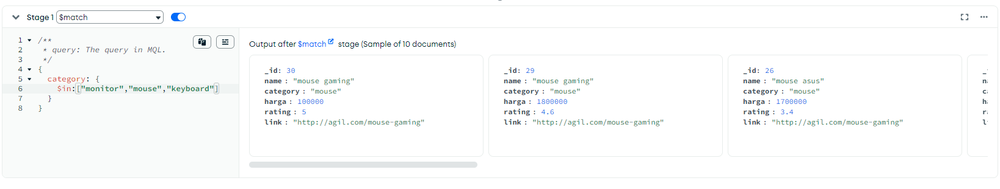 Stage 1 $match
1 /**
2 * query: The query in MQL.
3 */
4 {
5 category: {
6 $in:["monitor","mouse","keyboard"]
7 }
8 }
Output after $match stage (Sample of 10 documents)
_id: 30
name : "mouse gaming"
category : "mouse"
harga : 100000
rating : 5
link : "http://agil.com/mouse-gaming"
_id: 29
name : "mouse gaming"
category : "mouse"
harga : 1800000
rating : 4.6
link : "http://agil.com/mouse-gaming"
_id: 26
name : "mouse asus"
category : "mouse"
harga : 1700000
rating : 3.4
link : "http://agil.com/mouse-gaming"